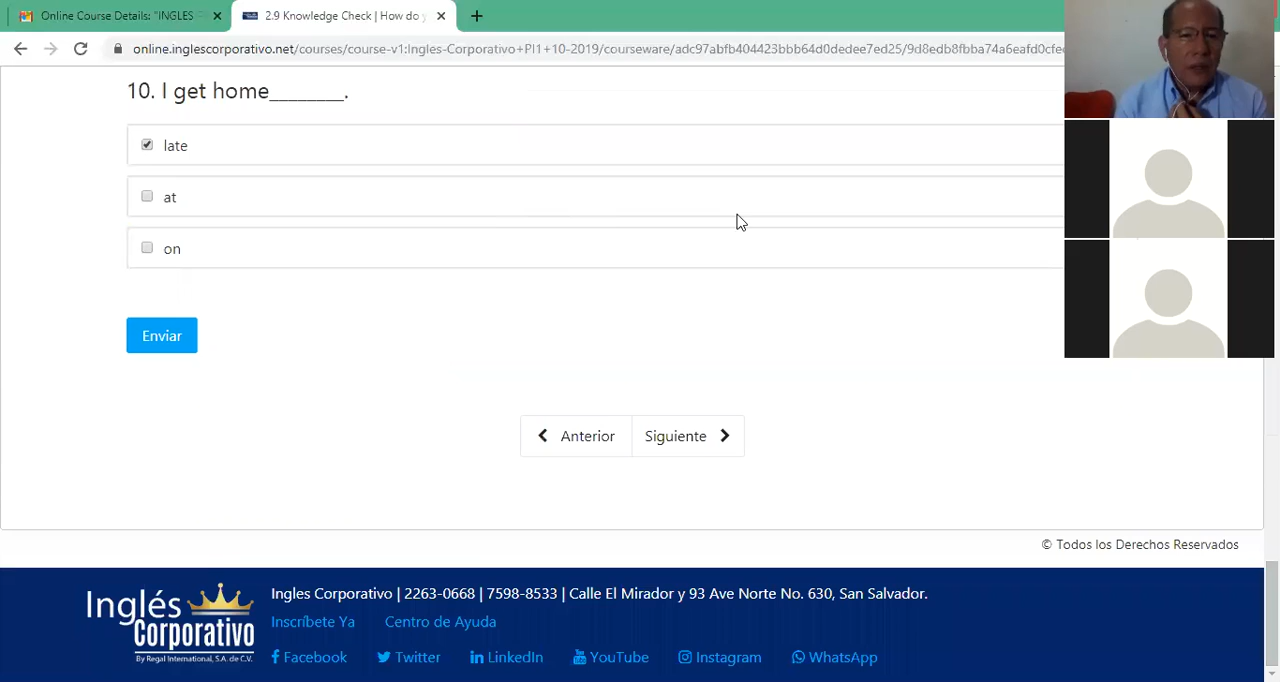 Online Course Details: "INGLES
2.9 Knowledge Check | How do y
online.inglescorporativo.net/courses/course-v1:Ingles-Corporativo+PI1+10-2019/courseware/adc97abfb404423bbb64d0dedee7ed25/9d8edb8fbba74a6eafd0cfe
10. I get home________.
late
at
on
Enviar
Anterior Siguiente
© Todos los Derechos Reservados
Inglés Corporativo
By Regal International, S.A. de C.V.
Ingles Corporativo | 2263-0668 | 7598-8533 | Calle El Mirador y 93 Ave Norte No. 630, San Salvador.
Inscríbete Ya Centro de Ayuda
Facebook Twitter LinkedIn YouTube Instagram WhatsApp